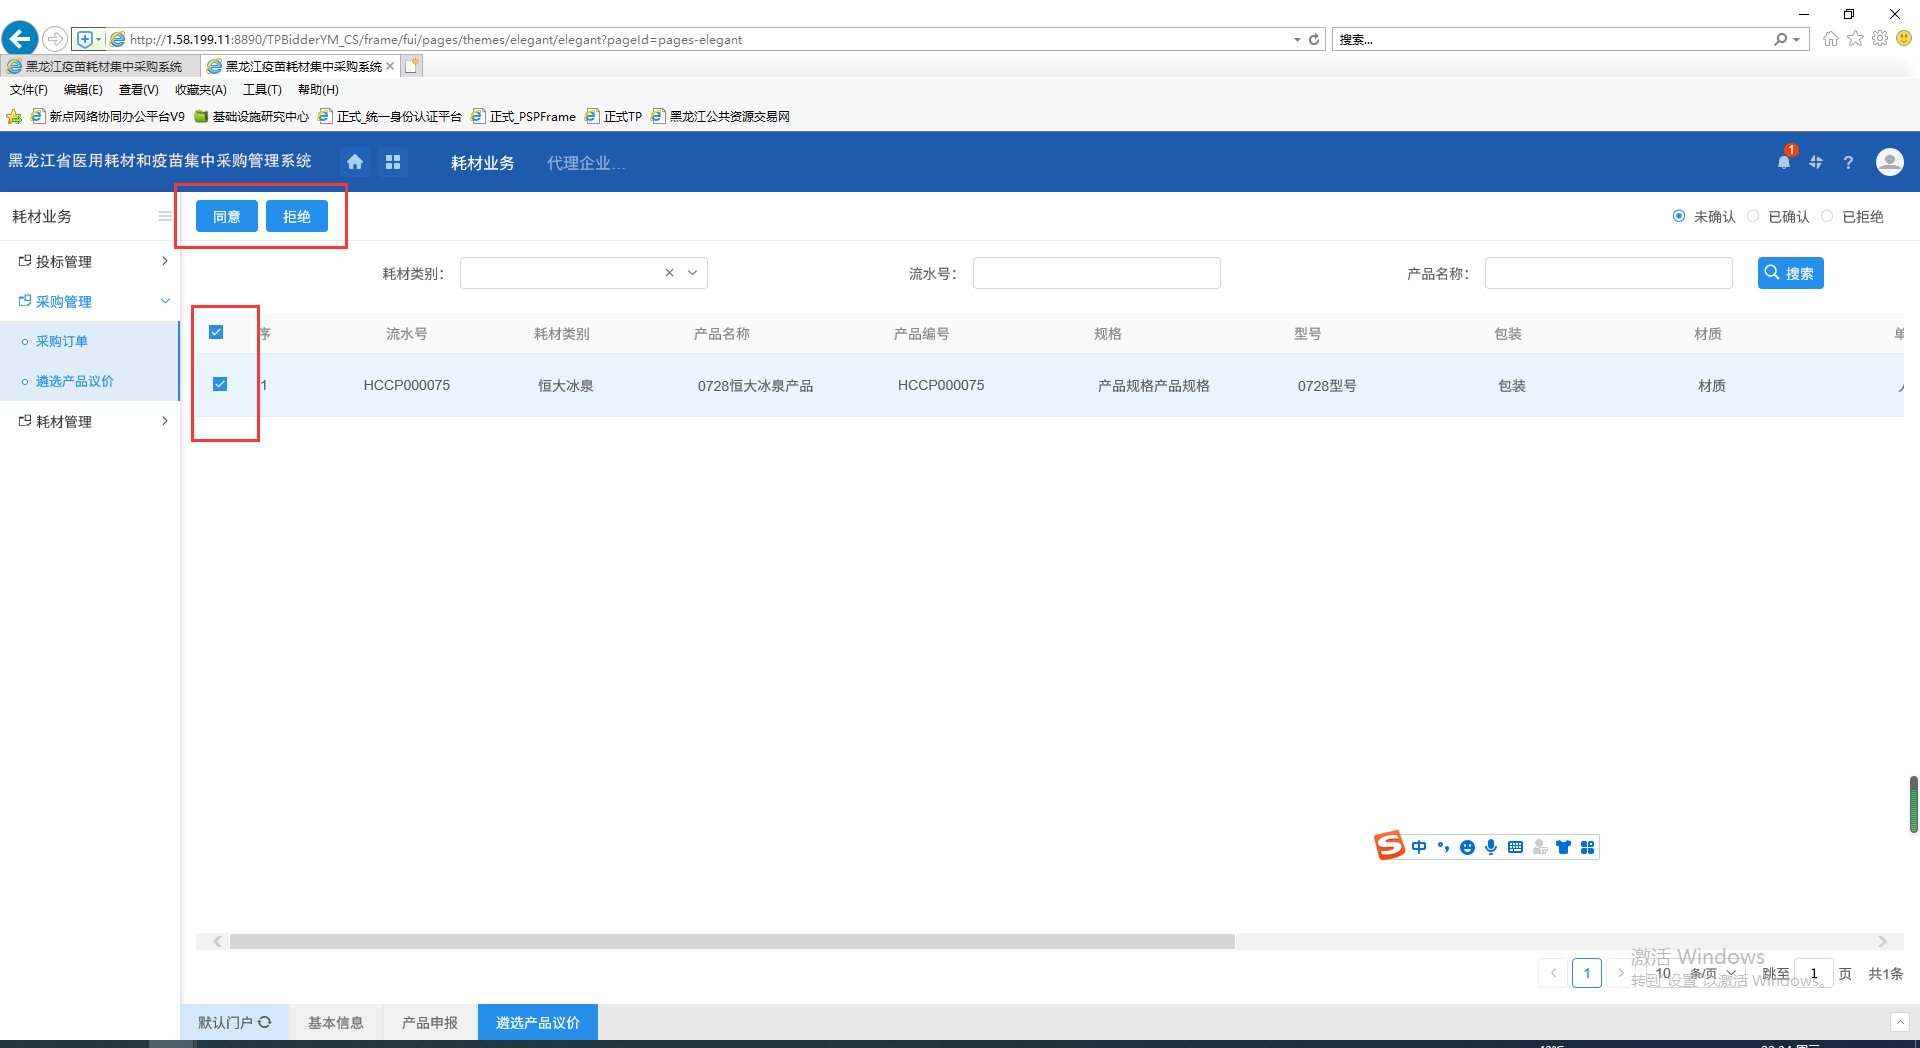 http://1.58.199.11:8890/TPBidderYM_CS/frame/fui/pages/themes/elegant/elegant?pageId=pages-elegant
搜索...
黑龙江疫苗耗材集中采购系统
黑龙江疫苗耗材集中采购系统
文件(F) 编辑(E) 查看(V) 收藏夹(A) 工具(T) 帮助(H)
新点网络协同办公平台V9 基础设施研究中心 正式_统一身份认证平台 正式_PSPFrame 正式TP 黑龙江公共资源交易网
黑龙江省医用耗材和疫苗集中采购管理系统
耗材业务 代理企业...
1
?
耗材业务
同意 拒绝
未确认 已确认 已拒绝
投标管理
采购管理
采购订单
遴选产品议价
耗材管理
耗材类别: 流水号: 产品名称: 搜索
序 流水号 耗材类别 产品名称 产品编号 规格 型号 包装 材质 单
1 HCCP000075 恒大冰泉 0728恒大冰泉产品 HCCP000075 产品规格产品规格 0728型号 包装 材质
中
激活 Windows
转到"设置"以激活 Windows。
1 10 条/页 跳至 1 页 共1条
默认门户 基本信息 产品申报 遴选产品议价